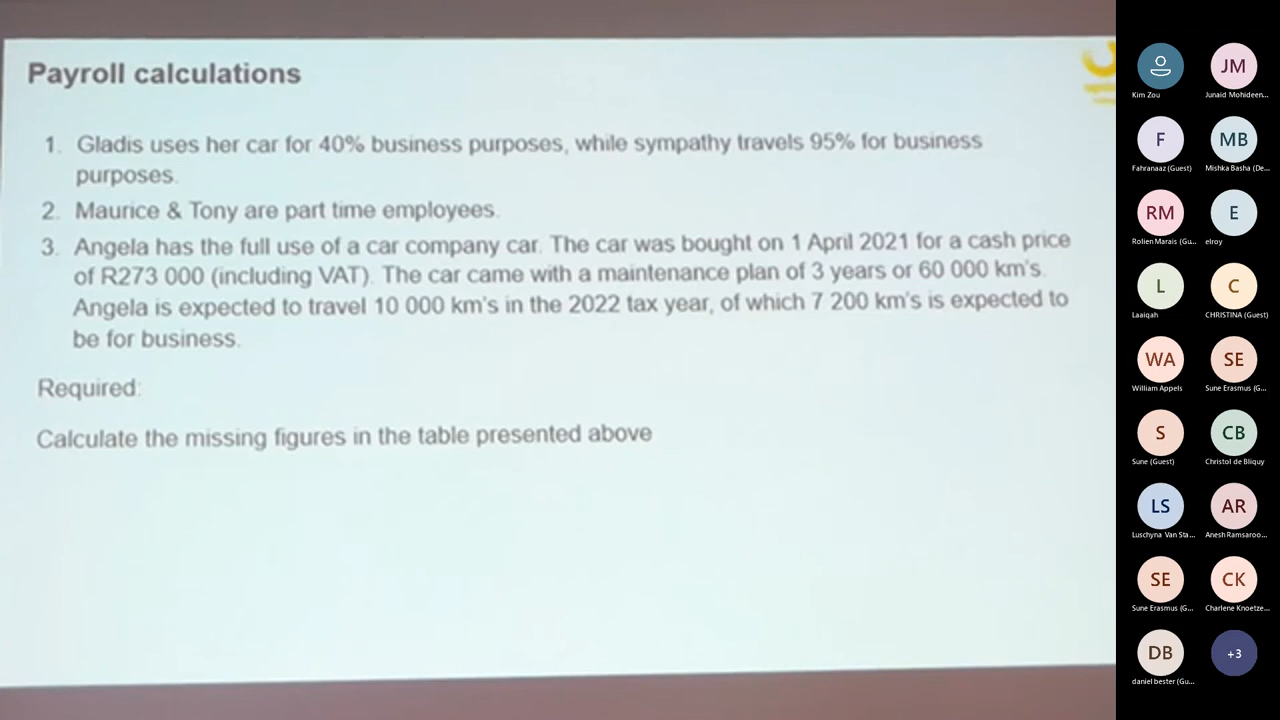 Payroll calculations
1. Gladis uses her car for 40% business purposes, while sympathy travels 95% for business
purposes.
2. Maurice & Tony are part time employees.
3. Angela has the full use of a car company car. The car was bought on 1 April 2021 for a cash price
of R273 000 (including VAT). The car came with a maintenance plan of 3 years or 60 000 km's.
Angela is expected to travel 10 000 km's in the 2022 tax year, of which 7 200 km's is expected to
be for business.
Required:
Calculate the missing figures in the table presented above
Kim Zou
JM
Junaid Mohideen...
F
Fahranaaz (Guest)
MB
Mishka Basha (De...
RM
Rolien Marais (Gu...
E
elroy
L
Laaiqah
C
CHRISTINA (Guest)
WA
William Appels
SE
Sune Erasmus (G...
S
Sune (Guest)
CB
Christol de Bliquy
LS
Luschyna Van Sta...
AR
Anesh Ramsaroo...
SE
Sune Erasmus (G...
CK
Charlene Knoetze...
DB
daniel bester (Gu...
+3